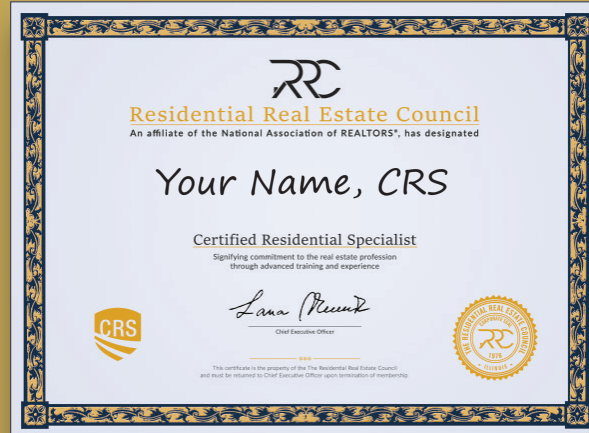 RRC
Residential Real Estate Council
An affiliate of the National Association of REALTORS®, has designated
Your Name, CRS
Certified Residential Specialist
Signifying commitment to the real estate profession
through advanced training and experience
Chief Executive Officer
CRS
THE RESIDENTIAL REAL ESTATE COUNCIL
CORPORATE SEAL
RRC
1976
ILLINOIS
This certificate is the property of the The Residential Real Estate Council
and must be returned to Chief Executive Officer upon termination of membership